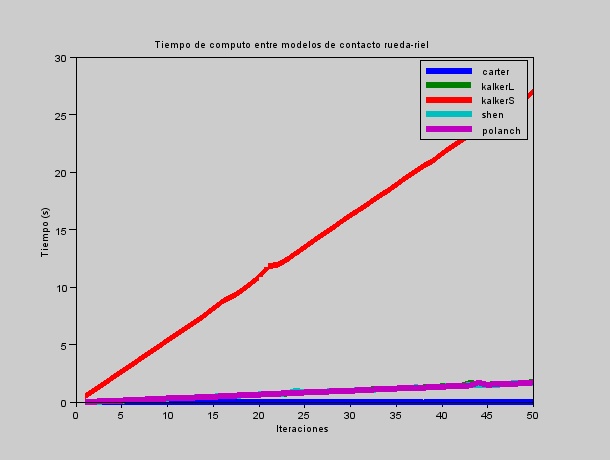 Tiempo de computo entre modelos de contacto rueda-riel
carter
kalkerL
kalkerS
shen
polanch
Tiempo (s)
30
25
20
15
10
5
0
0 5 10 15 20 25 30 35 40 45 50
Iteraciones